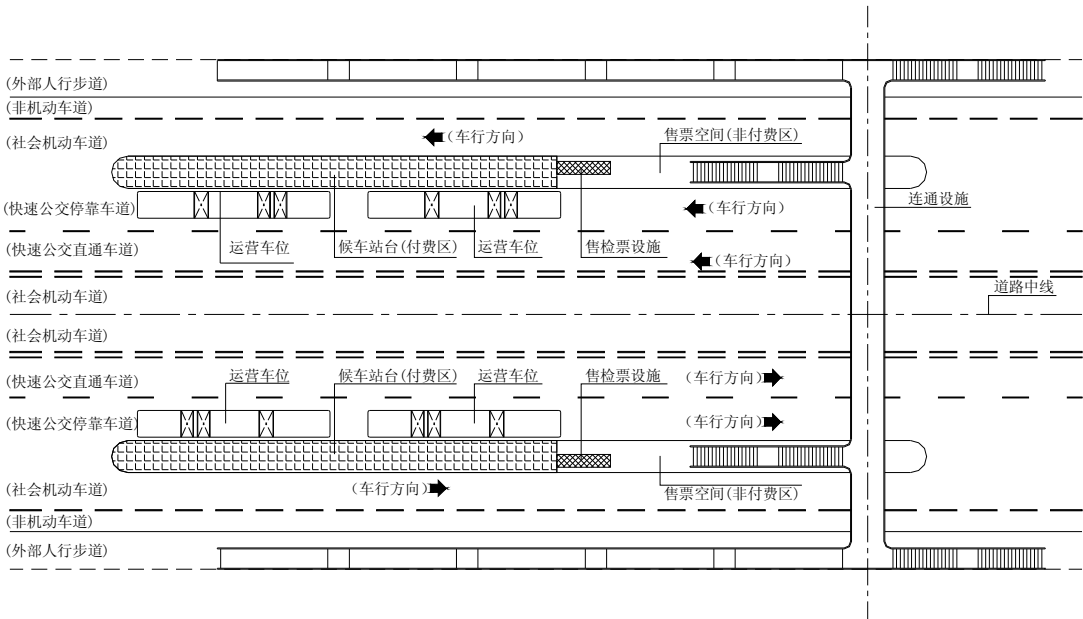 (外部人行步道)
(非机动车道)
(社会机动车道)
(车行方向)
售票空间(非付费区)
(快速公交停靠车道)
(车行方向)
连通设施
(快速公交直通车道)
运营车位
候车站台(付费区)
运营车位
售检票设施
(车行方向)
(社会机动车道)
道路中线
(社会机动车道)
(快速公交直通车道)
运营车位
候车站台(付费区)
运营车位
售检票设施
(车行方向)
(快速公交停靠车道)
(车行方向)
(社会机动车道)
(车行方向)
售票空间(非付费区)
(非机动车道)
(外部人行步道)